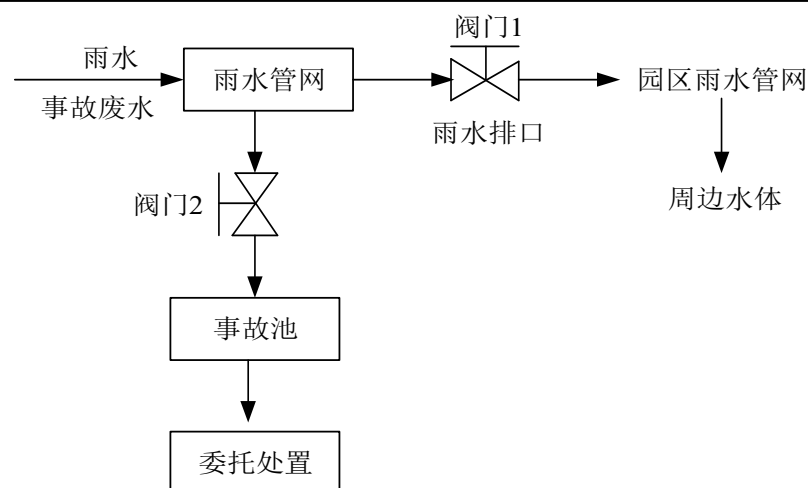 阀门1
雨水
雨水管网
园区雨水管网
事故废水
雨水排口
阀门2
周边水体
事故池
委托处置